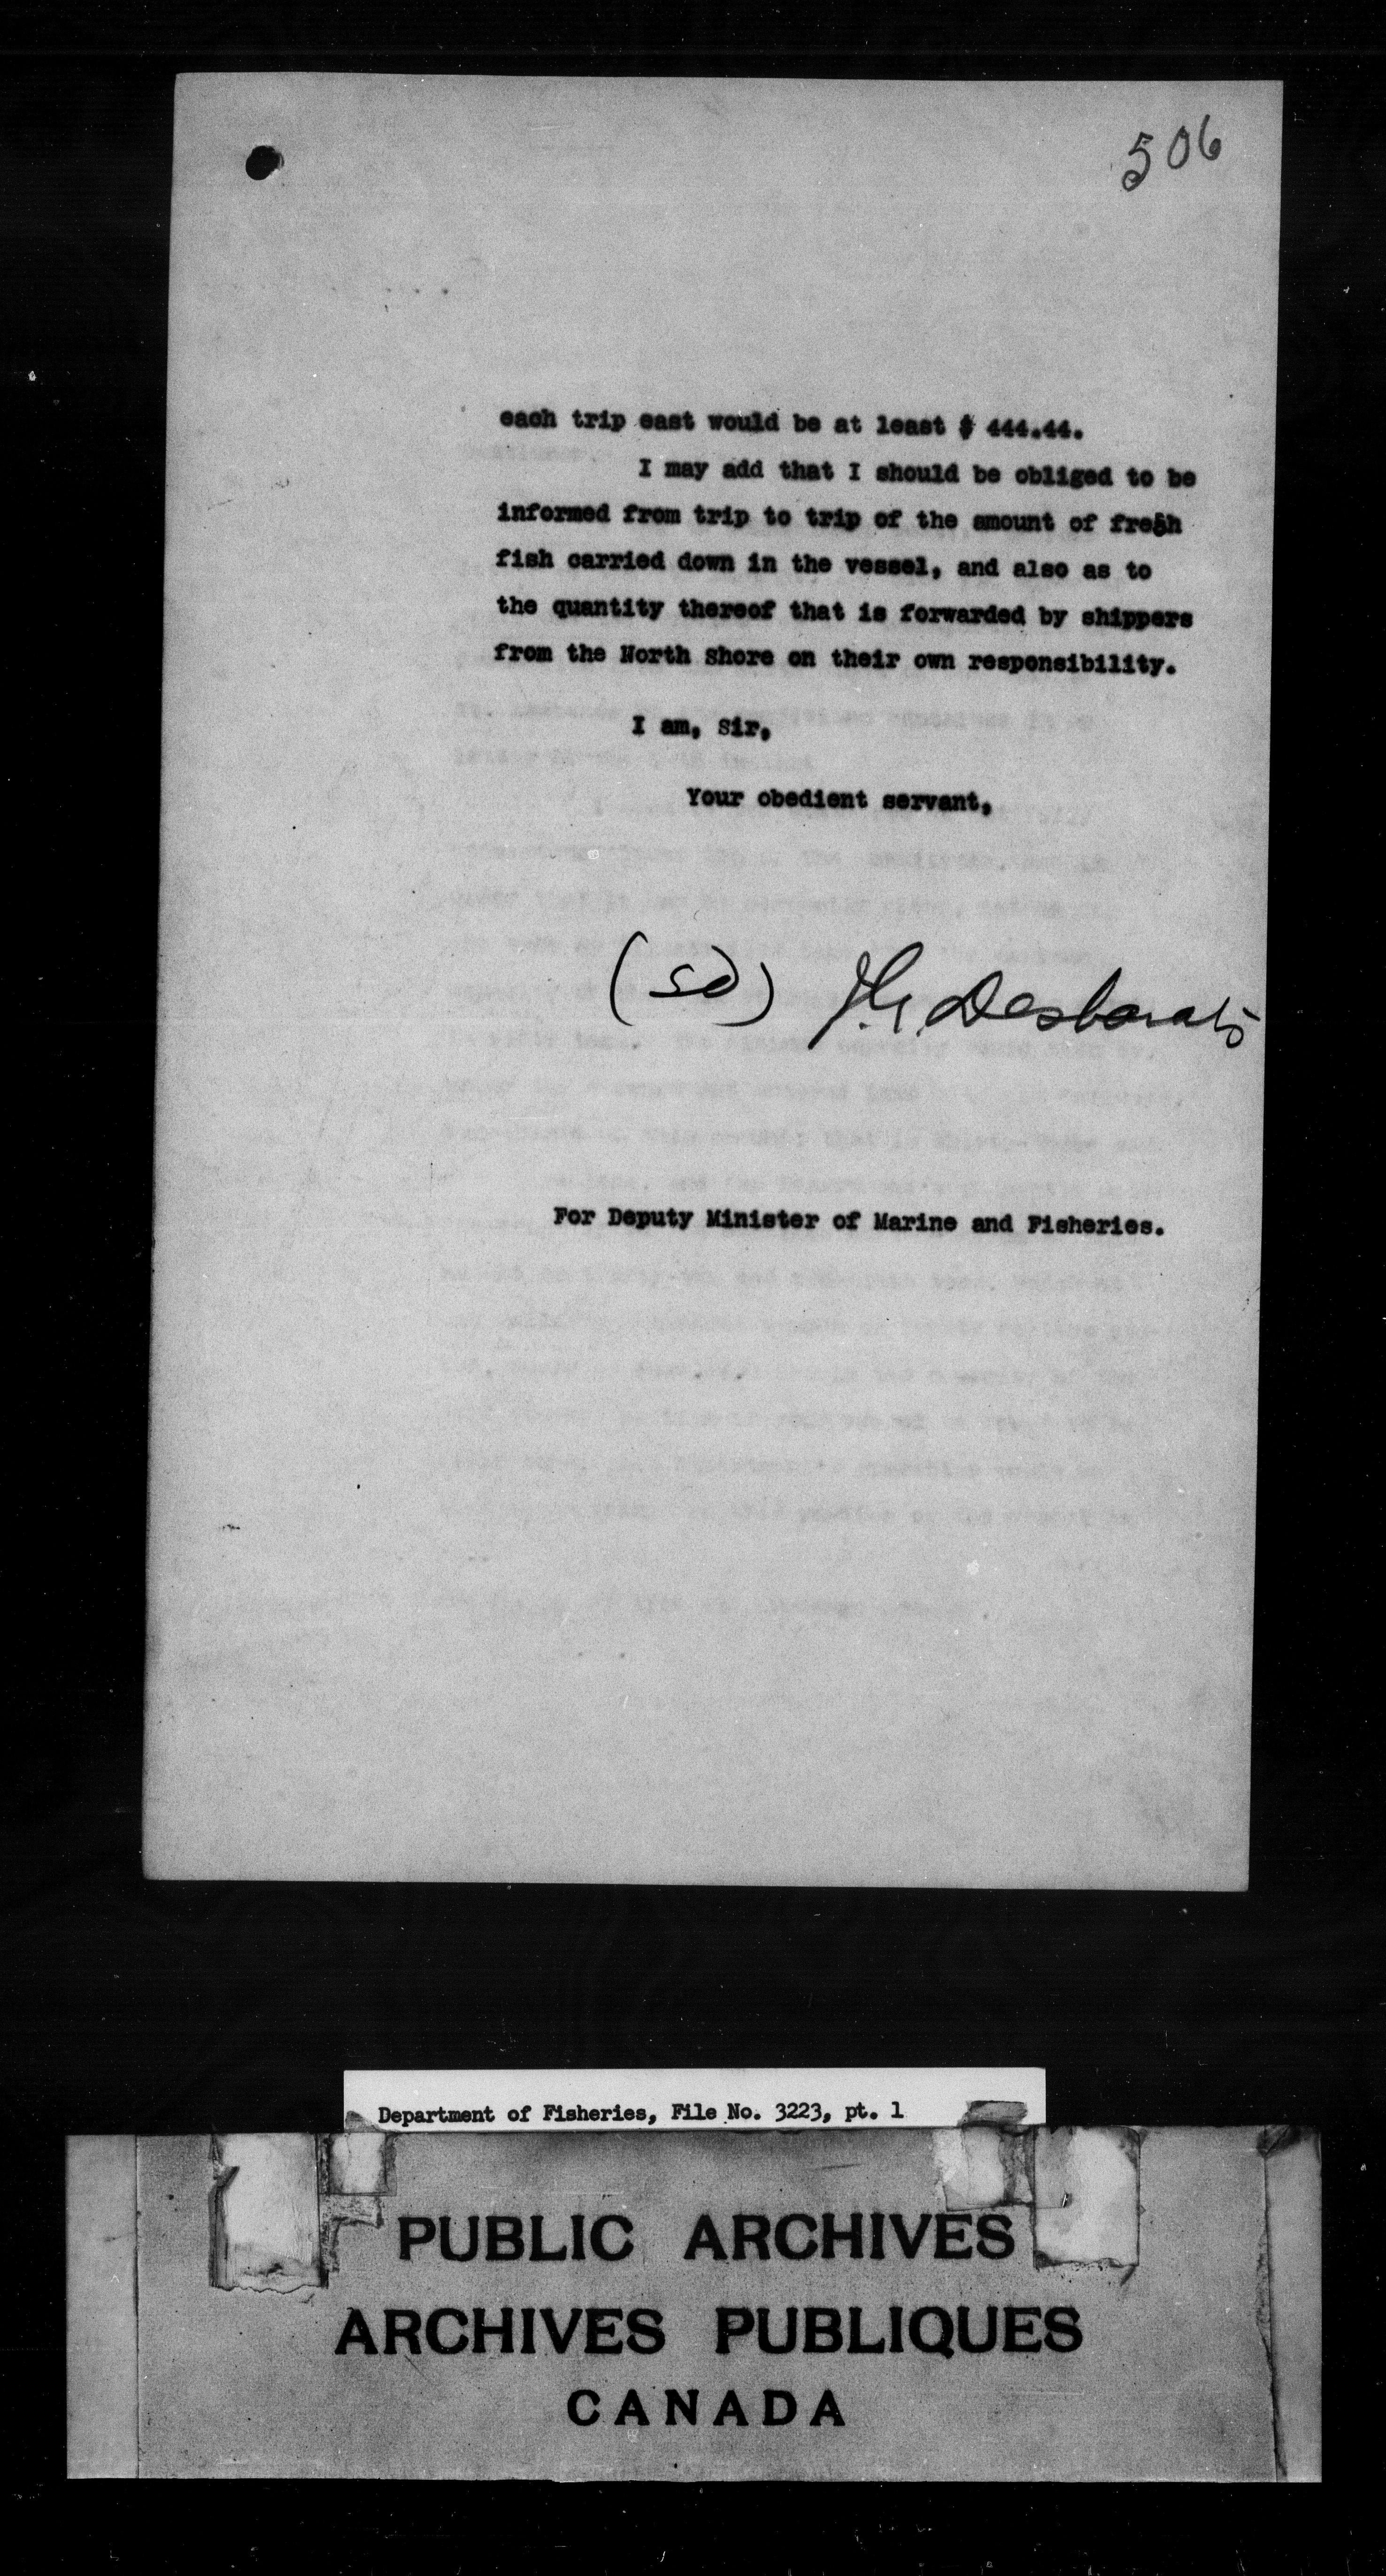 506
each trip east would be at least $ 444.44.
I may add that I should be obliged to be
informed from trip to trip of the amount of fresh
fish carried down in the vessel, and also as to
the quantity thereof that is forwarded by shippers
from the North Shore on their own responsibility.
I am, Sir,
Your obedient servant,
(sd) J.G. Desbarats
For Deputy Minister of Marine and Fisheries.
Department of Fisheries, File No. 3223, pt. 1
PUBLIC ARCHIVES
ARCHIVES PUBLIQUES
CANADA